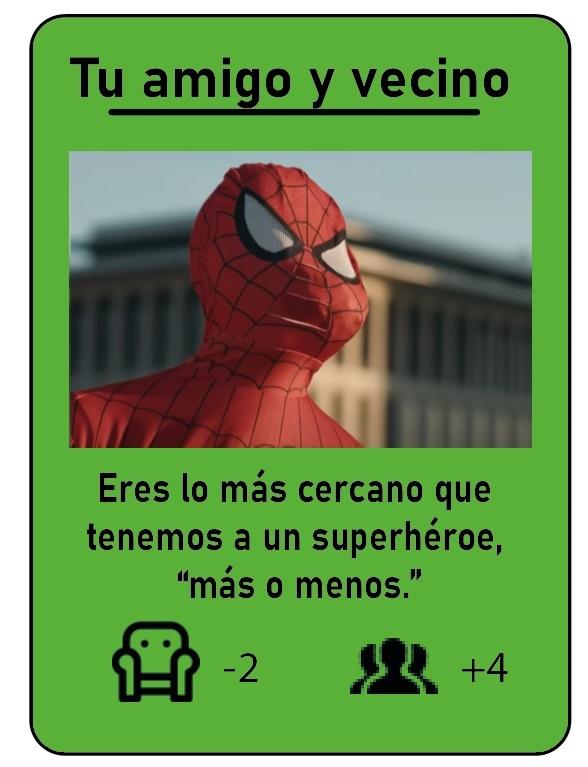 Tu amigo y vecino
Eres lo más cercano que
tenemos a un superhéroe,
“más o menos.”
-2 +4